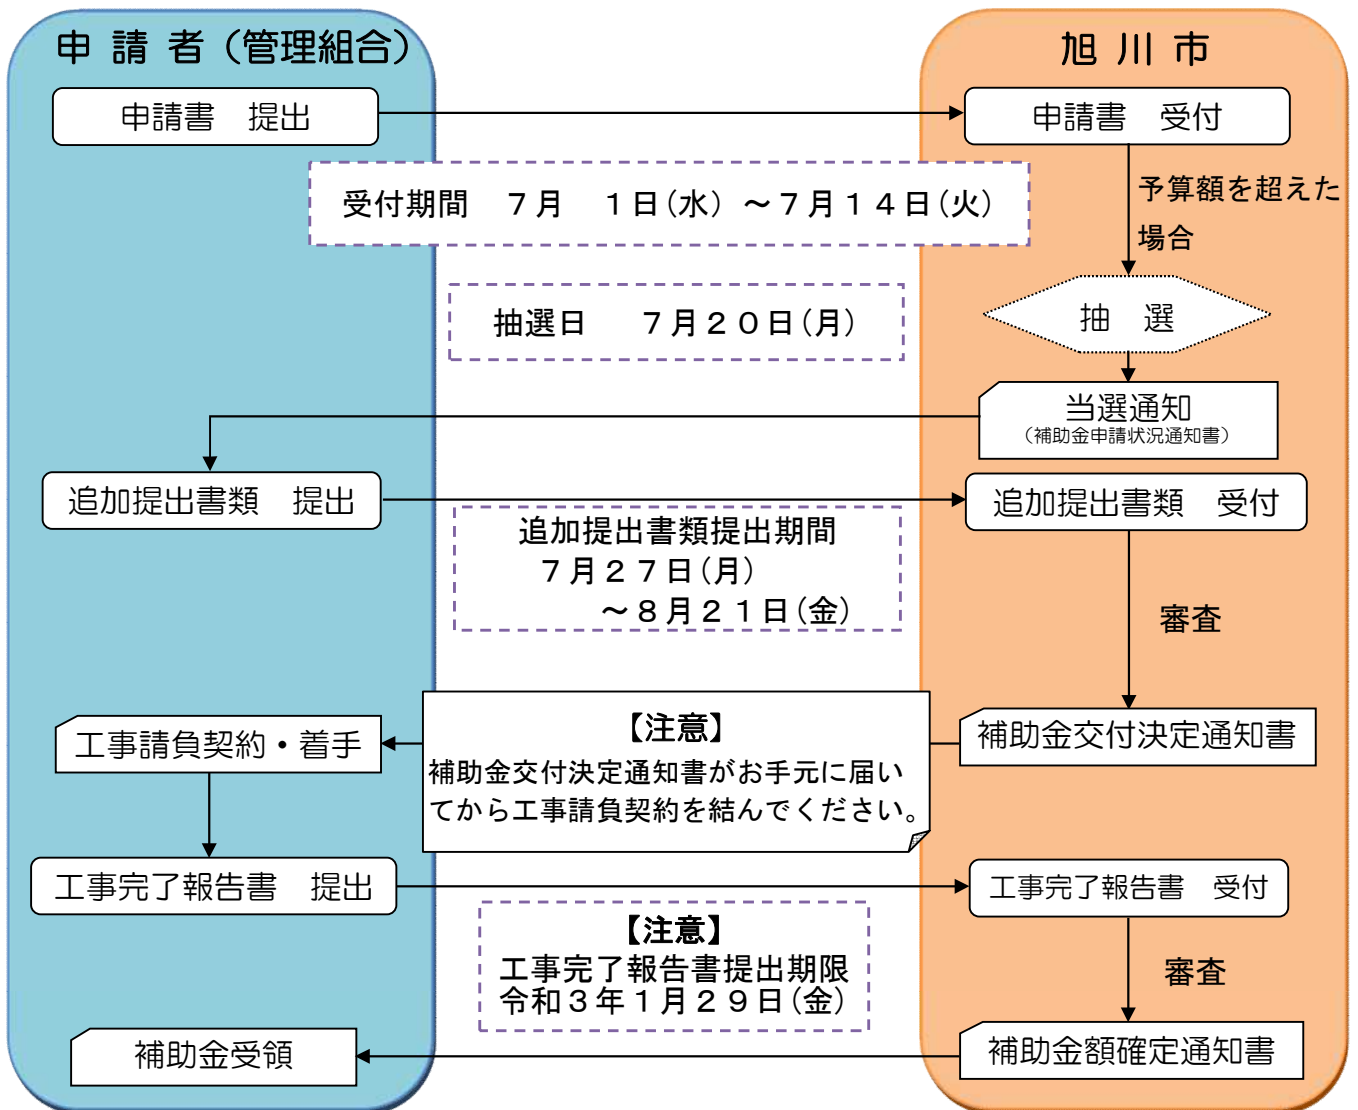 申 請 者（管理組合）
旭 川 市
申請書　提出
申請書　受付
受付期間　７月　１日（水）～７月１４日（火）
予算額を超えた
場合
抽選日　　７月２０日（月）
抽　選
当選通知
（補助金申請状況通知書）
追加提出書類　提出
追加提出書類　受付
追加提出書類提出期間
７月２７日（月）
～８月２１日（金）
審査
【注意】
補助金交付決定通知書がお手元に届い
てから工事請負契約を結んでください。
工事請負契約・着手
補助金交付決定通知書
工事完了報告書　提出
工事完了報告書　受付
【注意】
工事完了報告書提出期限
令和３年１月２９日（金）
審査
補助金受領
補助金額確定通知書